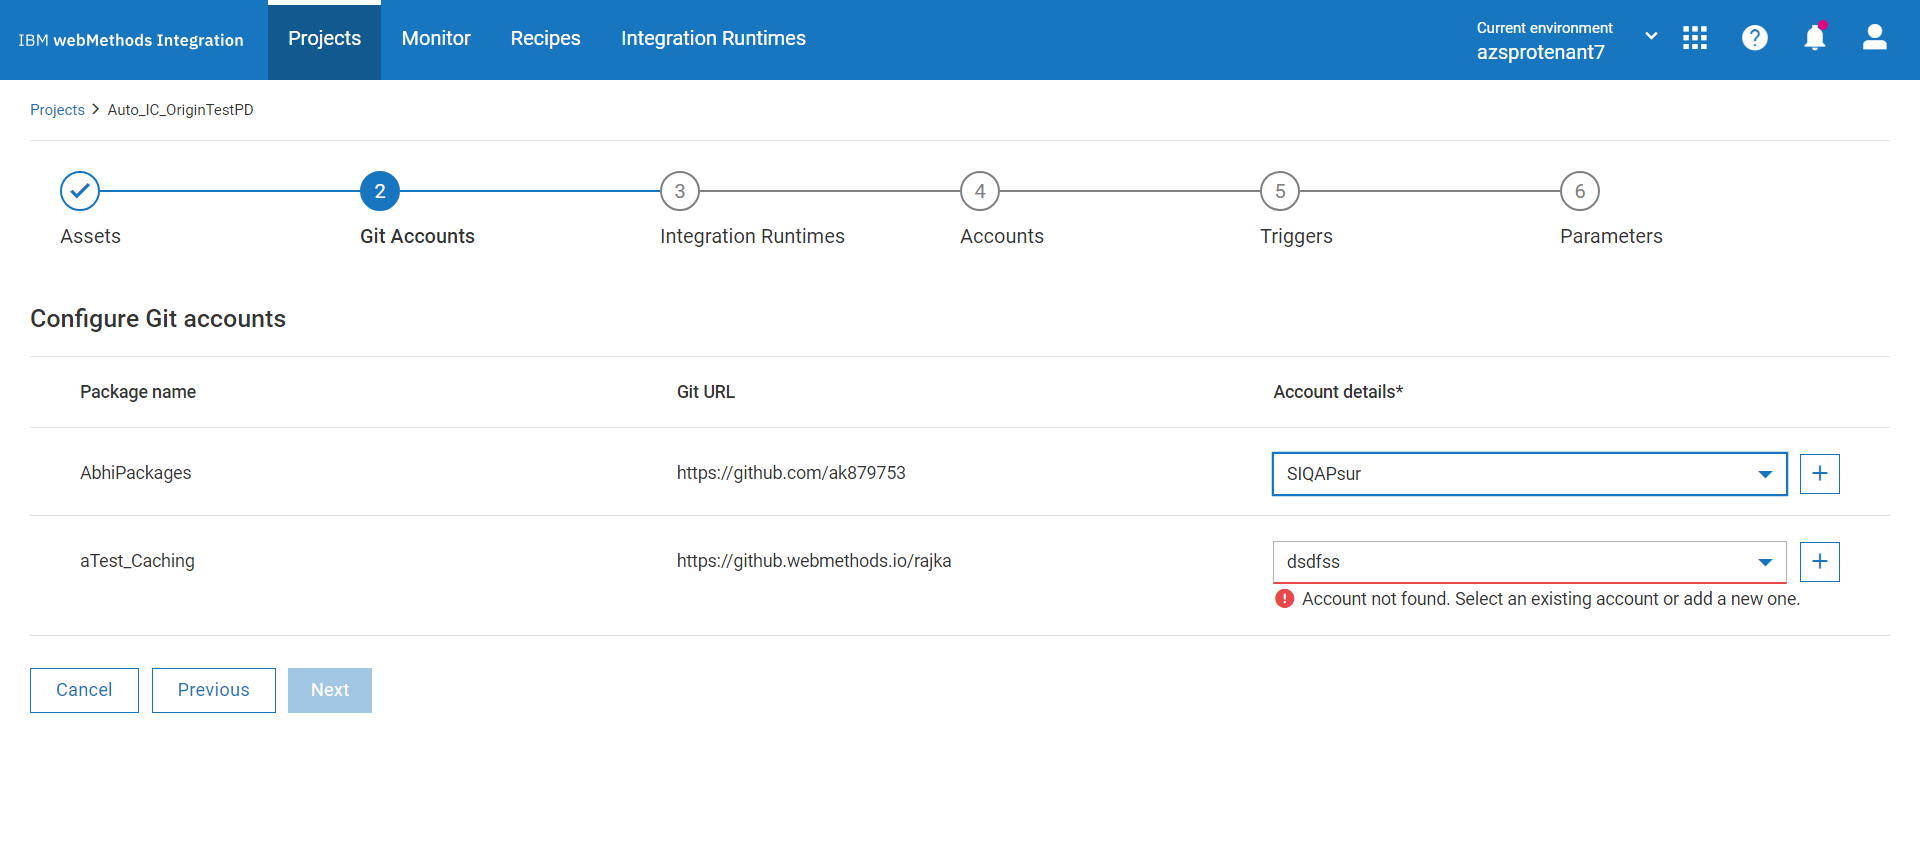 IBM webMethods Integration
Projects
Monitor
Recipes
Integration Runtimes
Current environment
azsprotenant7
?
Projects > Auto_IC_OriginTestPD
2
3
4
5
6
Assets
Git Accounts
Integration Runtimes
Accounts
Triggers
Parameters
Configure Git accounts
Package name
Git URL
Account details*
AbhiPackages
https://github.com/ak879753
SIQAPsur
+
aTest_Caching
https://github.webmethods.io/rajka
dsdfss
+
! Account not found. Select an existing account or add a new one.
Cancel
Previous
Next